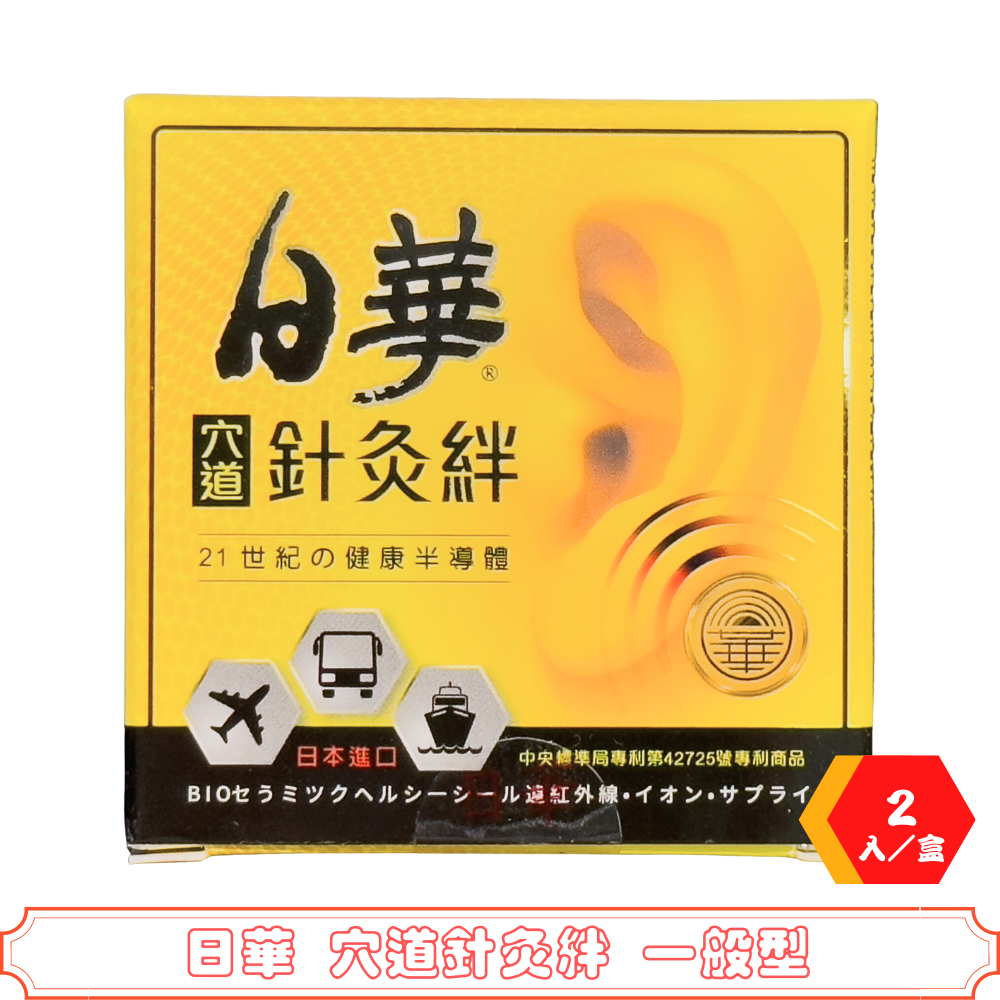 日華®
穴道 針灸絆
21世紀の健康半導體
華
日本進口
中央標準局專利第42725號專利商品
BIOセうミツクヘルシーシール遠紅外線•イオン•サプライ
2
入／盒
日華 穴道針灸絆 一般型